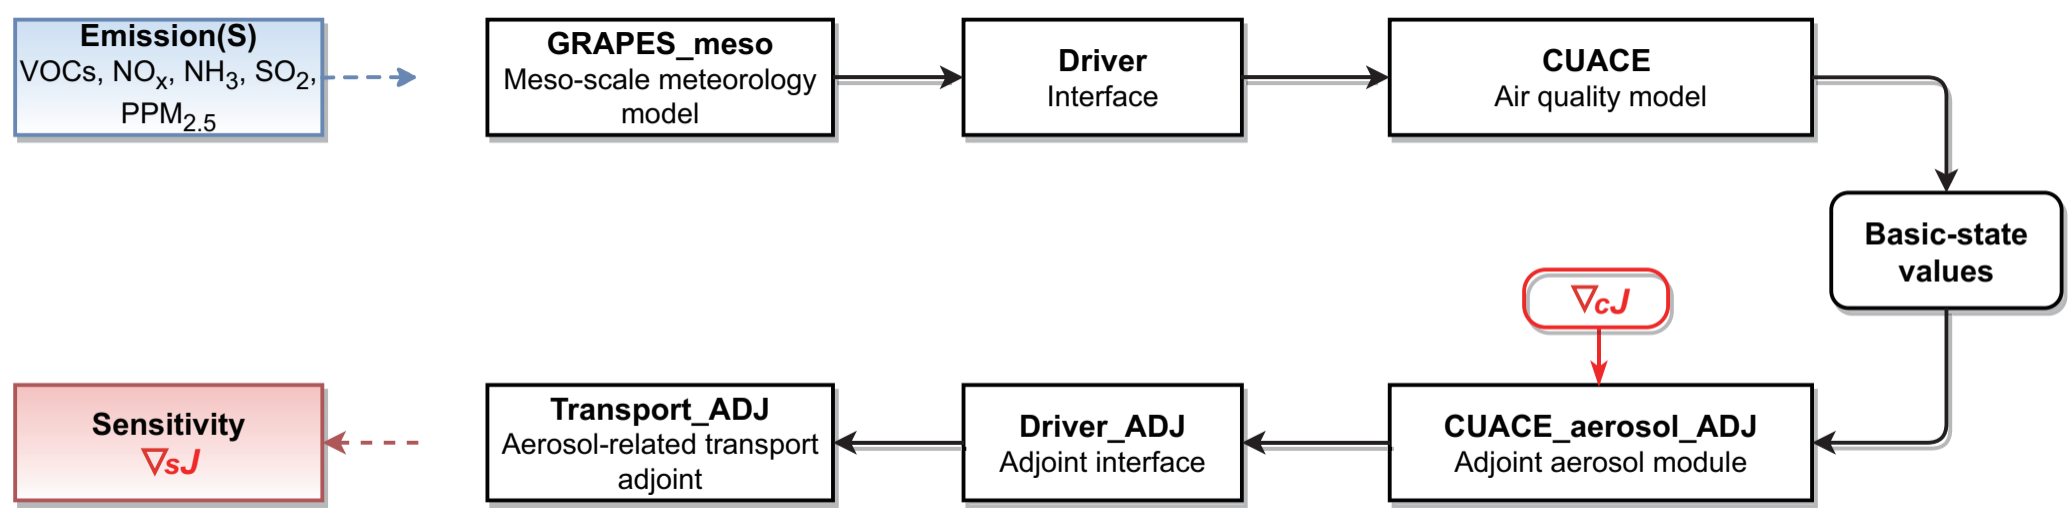 Emission(S)
VOCs, NOx, NH3, SO2,
PPM2.5
GRAPES_meso
Meso-scale meteorology
model
Driver
Interface
CUACE
Air quality model
Basic-state
values
∇cJ
CUACE_aerosol_ADJ
Adjoint aerosol module
Driver_ADJ
Adjoint interface
Transport_ADJ
Aerosol-related transport
adjoint
Sensitivity
∇sJ